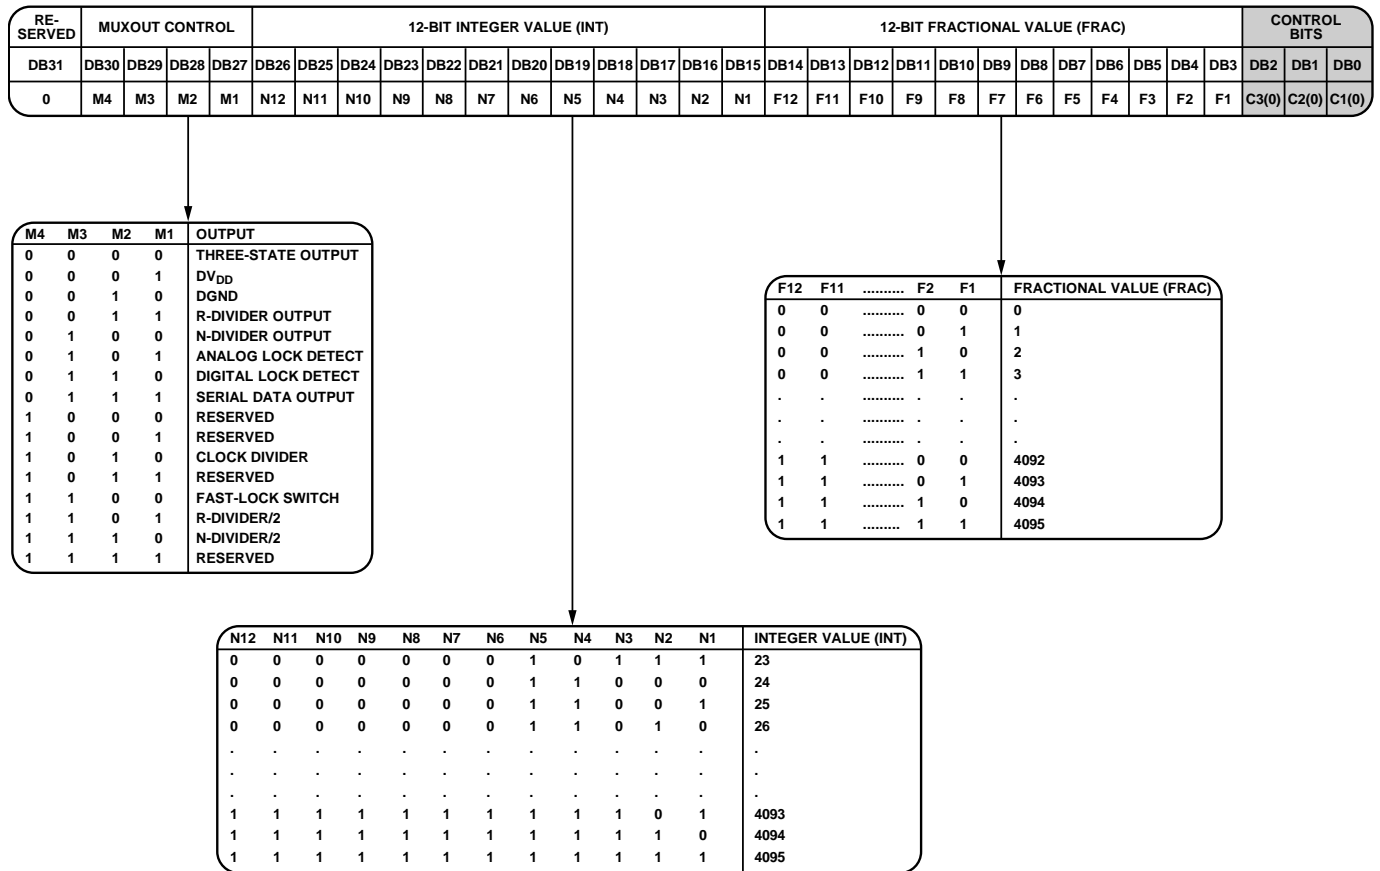 RE-
SERVED MUXOUT CONTROL 12-BIT INTEGER VALUE (INT) 12-BIT FRACTIONAL VALUE (FRAC) CONTROL
BITS
DB31 DB30 DB29 DB28 DB27 DB26 DB25 DB24 DB23 DB22 DB21 DB20 DB19 DB18 DB17 DB16 DB15 DB14 DB13 DB12 DB11 DB10 DB9 DB8 DB7 DB6 DB5 DB4 DB3 DB2 DB1 DB0
0 M4 M3 M2 M1 N12 N11 N10 N9 N8 N7 N6 N5 N4 N3 N2 N1 F12 F11 F10 F9 F8 F7 F6 F5 F4 F3 F2 F1 C3(0) C2(0) C1(0)
M4 M3 M2 M1 OUTPUT
0 0 0 0 THREE-STATE OUTPUT
0 0 0 1 DVDD
0 0 1 0 DGND
0 0 1 1 R-DIVIDER OUTPUT
0 1 0 0 N-DIVIDER OUTPUT
0 1 0 1 ANALOG LOCK DETECT
0 1 1 0 DIGITAL LOCK DETECT
0 1 1 1 SERIAL DATA OUTPUT
1 0 0 0 RESERVED
1 0 0 1 RESERVED
1 0 1 0 CLOCK DIVIDER
1 0 1 1 RESERVED
1 1 0 0 FAST-LOCK SWITCH
1 1 0 1 R-DIVIDER/2
1 1 1 0 N-DIVIDER/2
1 1 1 1 RESERVED
F12 F11 .......... F2 F1 FRACTIONAL VALUE (FRAC)
0 0 .......... 0 0 0
0 0 .......... 0 1 1
0 0 .......... 1 0 2
0 0 .......... 1 1 3
. . .......... . . .
. . .......... . . .
. . .......... . . .
1 1 .......... 0 0 4092
1 1 .......... 0 1 4093
1 1 .......... 1 0 4094
1 1 ......... 1 1 4095
N12 N11 N10 N9 N8 N7 N6 N5 N4 N3 N2 N1 INTEGER VALUE (INT)
0 0 0 0 0 0 0 1 0 1 1 1 23
0 0 0 0 0 0 0 1 1 0 0 0 24
0 0 0 0 0 0 0 1 1 0 0 1 25
0 0 0 0 0 0 0 1 1 0 1 0 26
. . . . . . . . . . . . .
. . . . . . . . . . . . .
. . . . . . . . . . . . .
1 1 1 1 1 1 1 1 1 1 0 1 4093
1 1 1 1 1 1 1 1 1 1 1 0 4094
1 1 1 1 1 1 1 1 1 1 1 1 4095